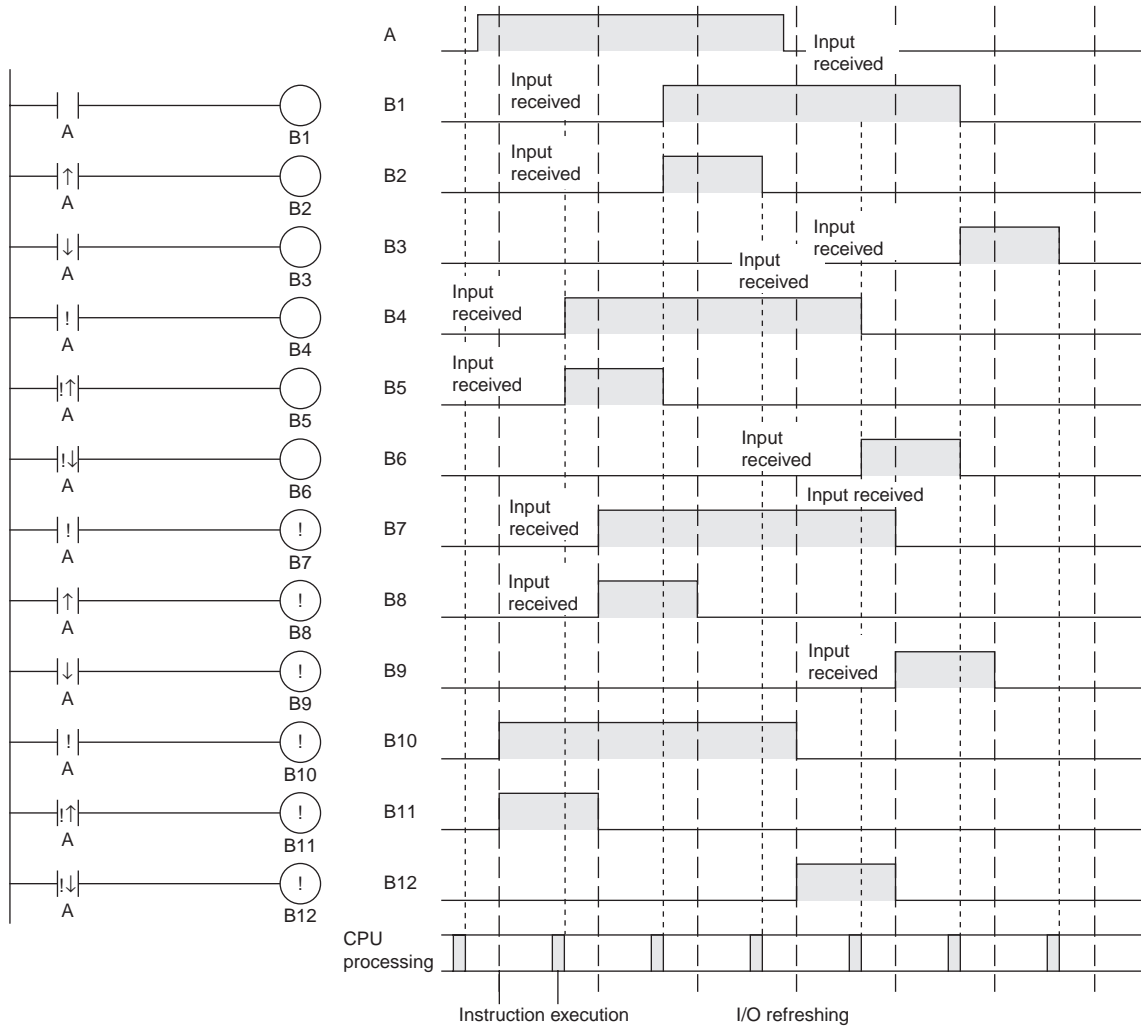 A
Input
received
Input
received
B1
A
B1
Input
received
B2
↑
A
B2
Input
received
B3
↓
A
B3
Input
received
Input
received
B4
!
A
B4
Input
received
B5
!↑
A
B5
Input
received
B6
!↓
A
B6
Input received
Input
received
B7
!
!
A
B7
Input
received
B8
↑
!
A
B8
Input
received
B9
↓
!
A
B9
B10
!
!
A
B10
B11
!↑
!
A
B11
B12
!↓
!
A
B12
CPU
processing
Instruction execution
I/O refreshing